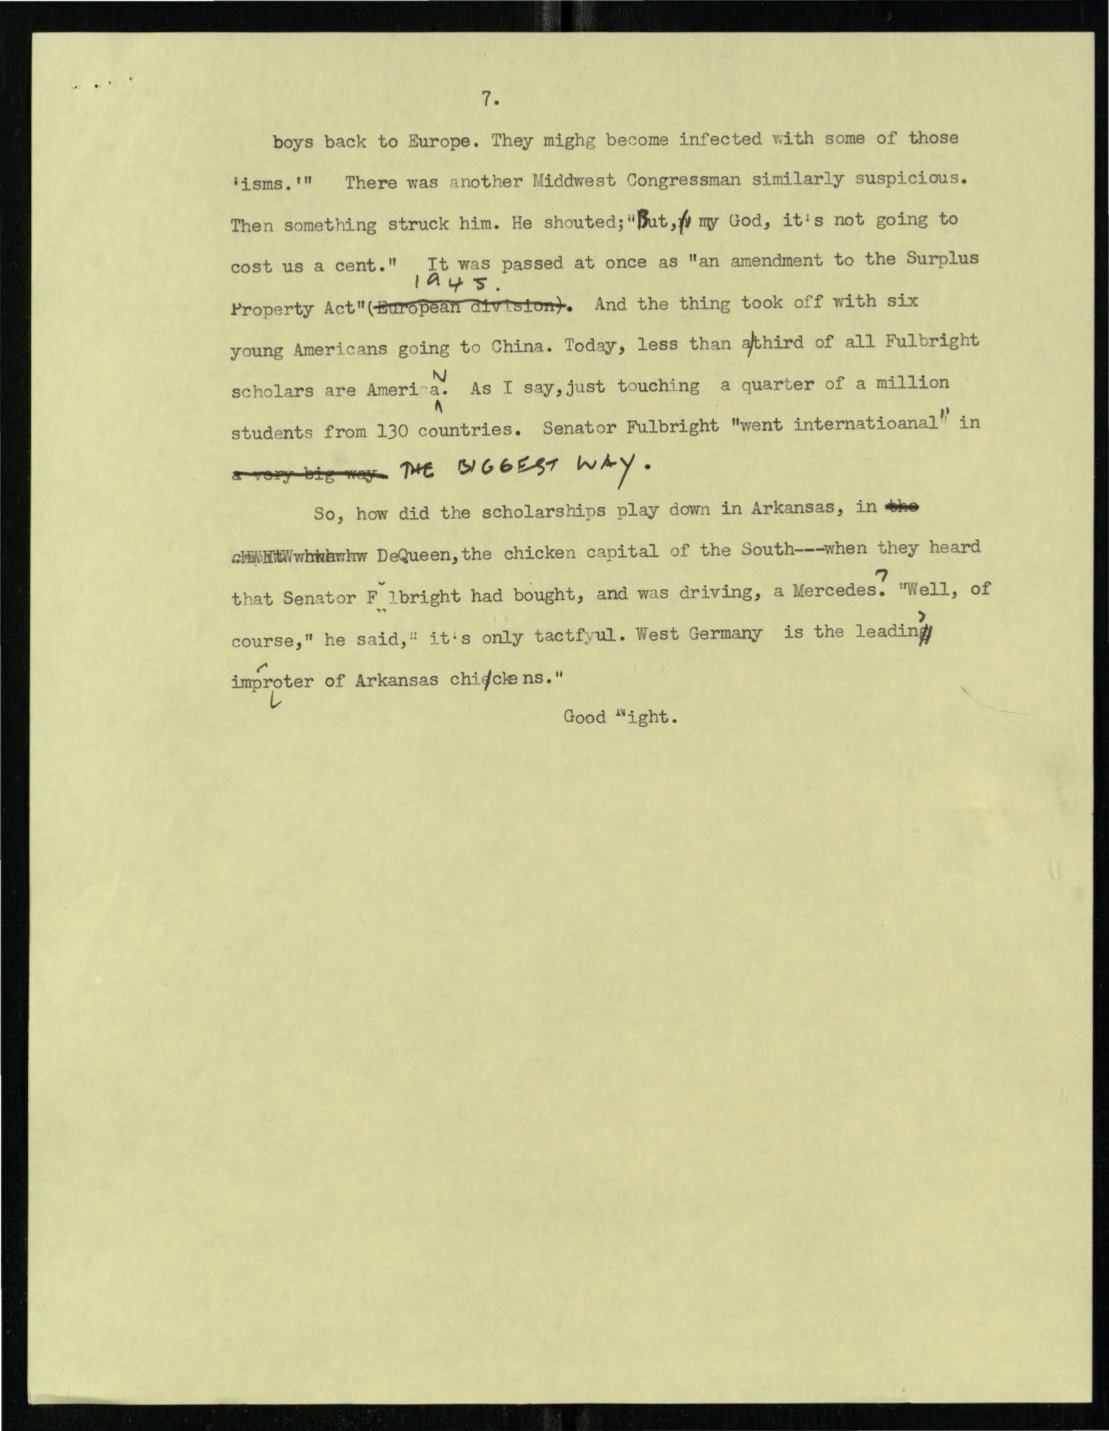 7.
boys back to Europe. They mighg become infected with some of those
'isms.'" There was another Middwest Congressman similarly suspicious.
Then something struck him. He shouted;"But, my God, it's not going to
cost us a cent." It was passed at once as "an amendment to the Surplus
1945.
Property Act"(European division). And the thing took off with six
young Americans going to China. Today, less than a/third of all Fulbright
scholars are AmericaN. As I say,just touching a quarter of a million
students from 130 countries. Senator Fulbright "went internatioanal" in
a very big way THE BIGGEST WAY.
So, how did the scholarships play down in Arkansas, in the
DeQueen,the chicken capital of the South---when they heard
that Senator F lbright had bought, and was driving, a Mercedes? "Well, of
course," he said," it's only tactfyul. West Germany is the leading
improter of Arkansas chickens."
Good Night.